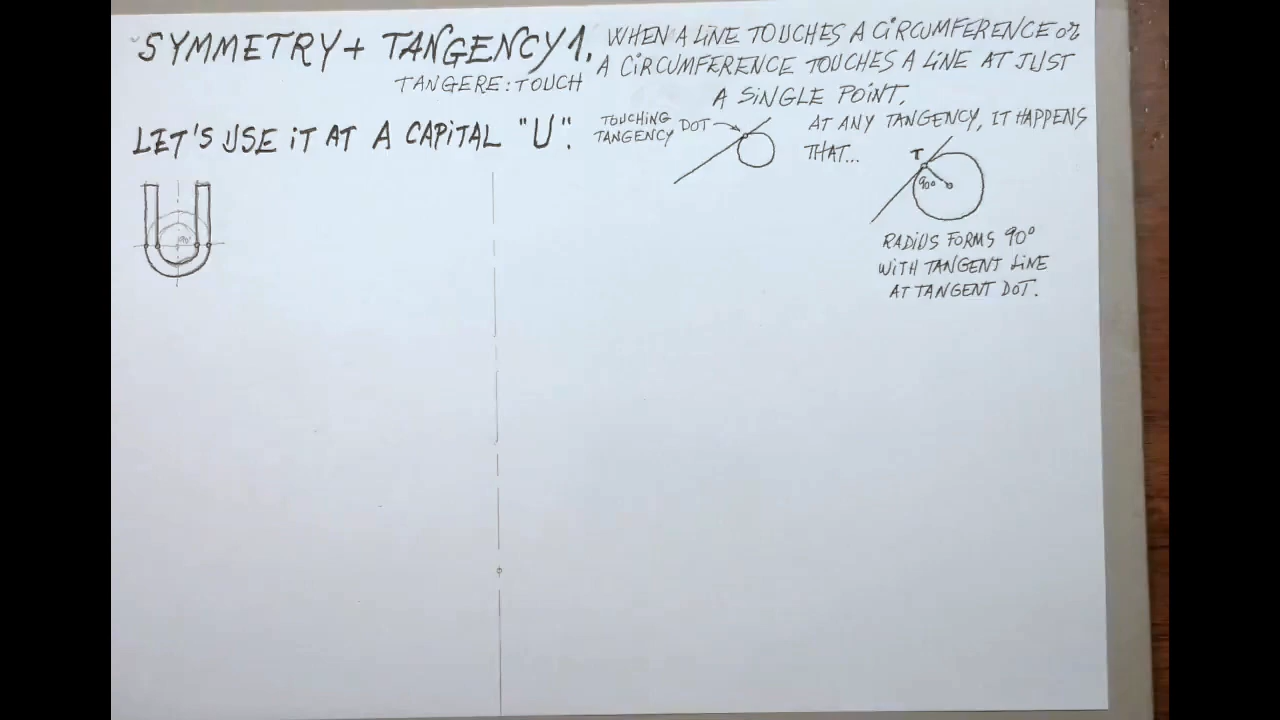 SYMMETRY + TANGENCY 1.
WHEN A LINE TOUCHES A CIRCUMFERENCE or
A CIRCUMFERENCE TOUCHES A LINE AT JUST
A SINGLE POINT.
TANGERE: TOUCH
LET'S USE IT AT A CAPITAL "U".
TOUCHING
TANGENCY DOT
AT ANY TANGENCY, IT HAPPENS
THAT...
T
90°
RADIUS FORMS 90°
WITH TANGENT LINE
AT TANGENT DOT.